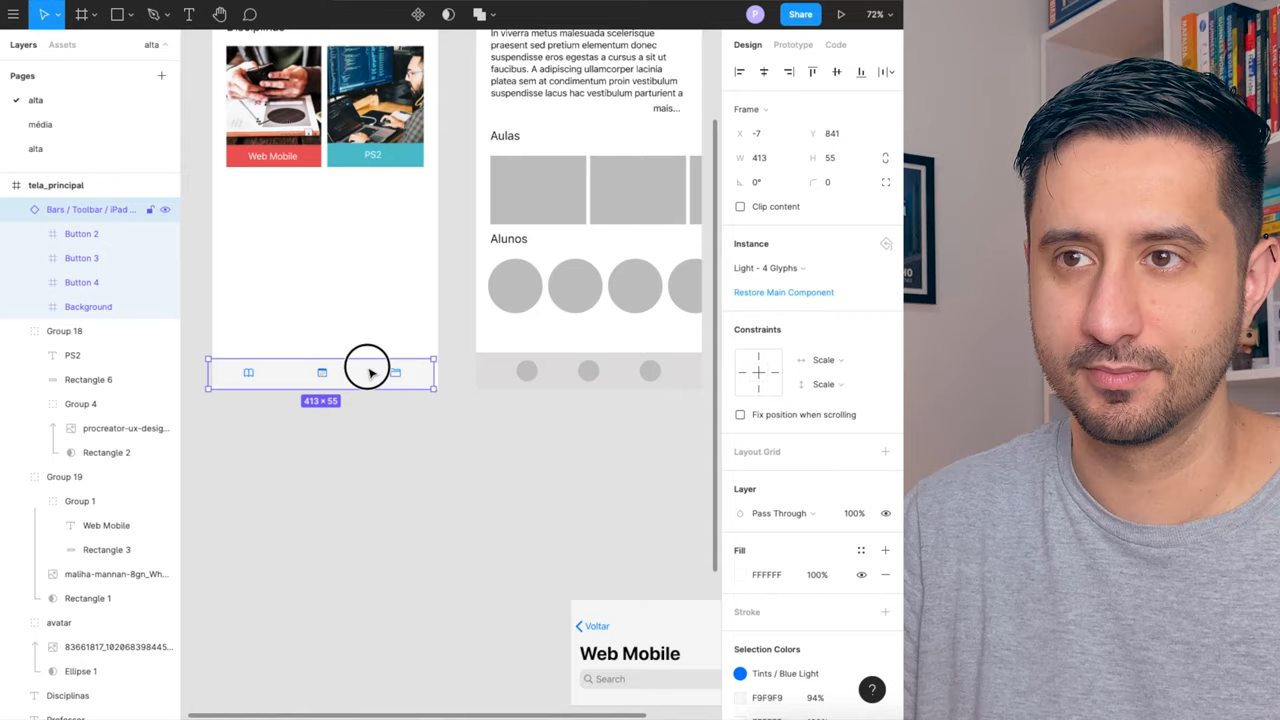 Share
72%
Layers
Assets
alta
Pages
alta
média
alta
tela_principal
Bars / Toolbar / iPad ...
Button 2
Button 3
Button 4
Background
Group 18
PS2
Rectangle 6
Group 4
procreator-ux-desig...
Rectangle 2
Group 19
Group 1
Web Mobile
Rectangle 3
maliha-mannan-8gn_Wh...
Rectangle 1
avatar
83661817_102068398445...
Ellipse 1
Disciplinas
Professor
Disciplinas
Web Mobile
PS2
413 × 55
In viverra metus euismod malesuada scelerisque
praesent sed pretium elementum donec
suspendisse eros egestas a cursus a sit ut
faucibus. A adipiscing ullamcorper lacinia
platea sem at condimentum proin vestibulum
suspendisse lacus hac vestibulum parturient a
mais...
Aulas
Alunos
Voltar
Web Mobile
Search
Design
Prototype
Code
Frame
X -7
Y 841
W 413
H 55
0°
0
Clip content
Instance
Light - 4 Glyphs
Restore Main Component
Constraints
Scale
Scale
Fix position when scrolling
Layout Grid
Layer
Pass Through
100%
Fill
FFFFFF
100%
Stroke
Selection Colors
Tints / Blue Light
F9F9F9
94%
?